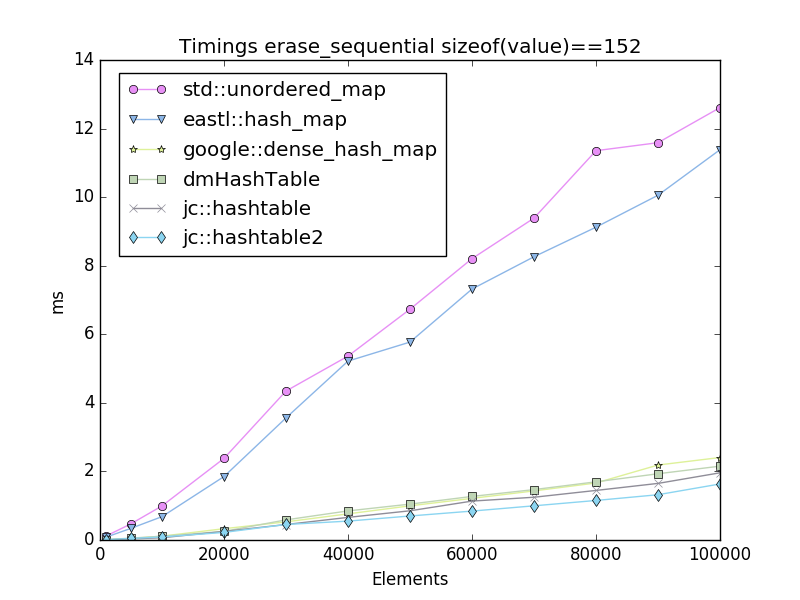 Timings erase_sequential sizeof(value)==152
14
12
10
8
6
4
2
0
ms
std::unordered_map
eastl::hash_map
google::dense_hash_map
dmHashTable
jc::hashtable
jc::hashtable2
0 20000 40000 60000 80000 100000
Elements